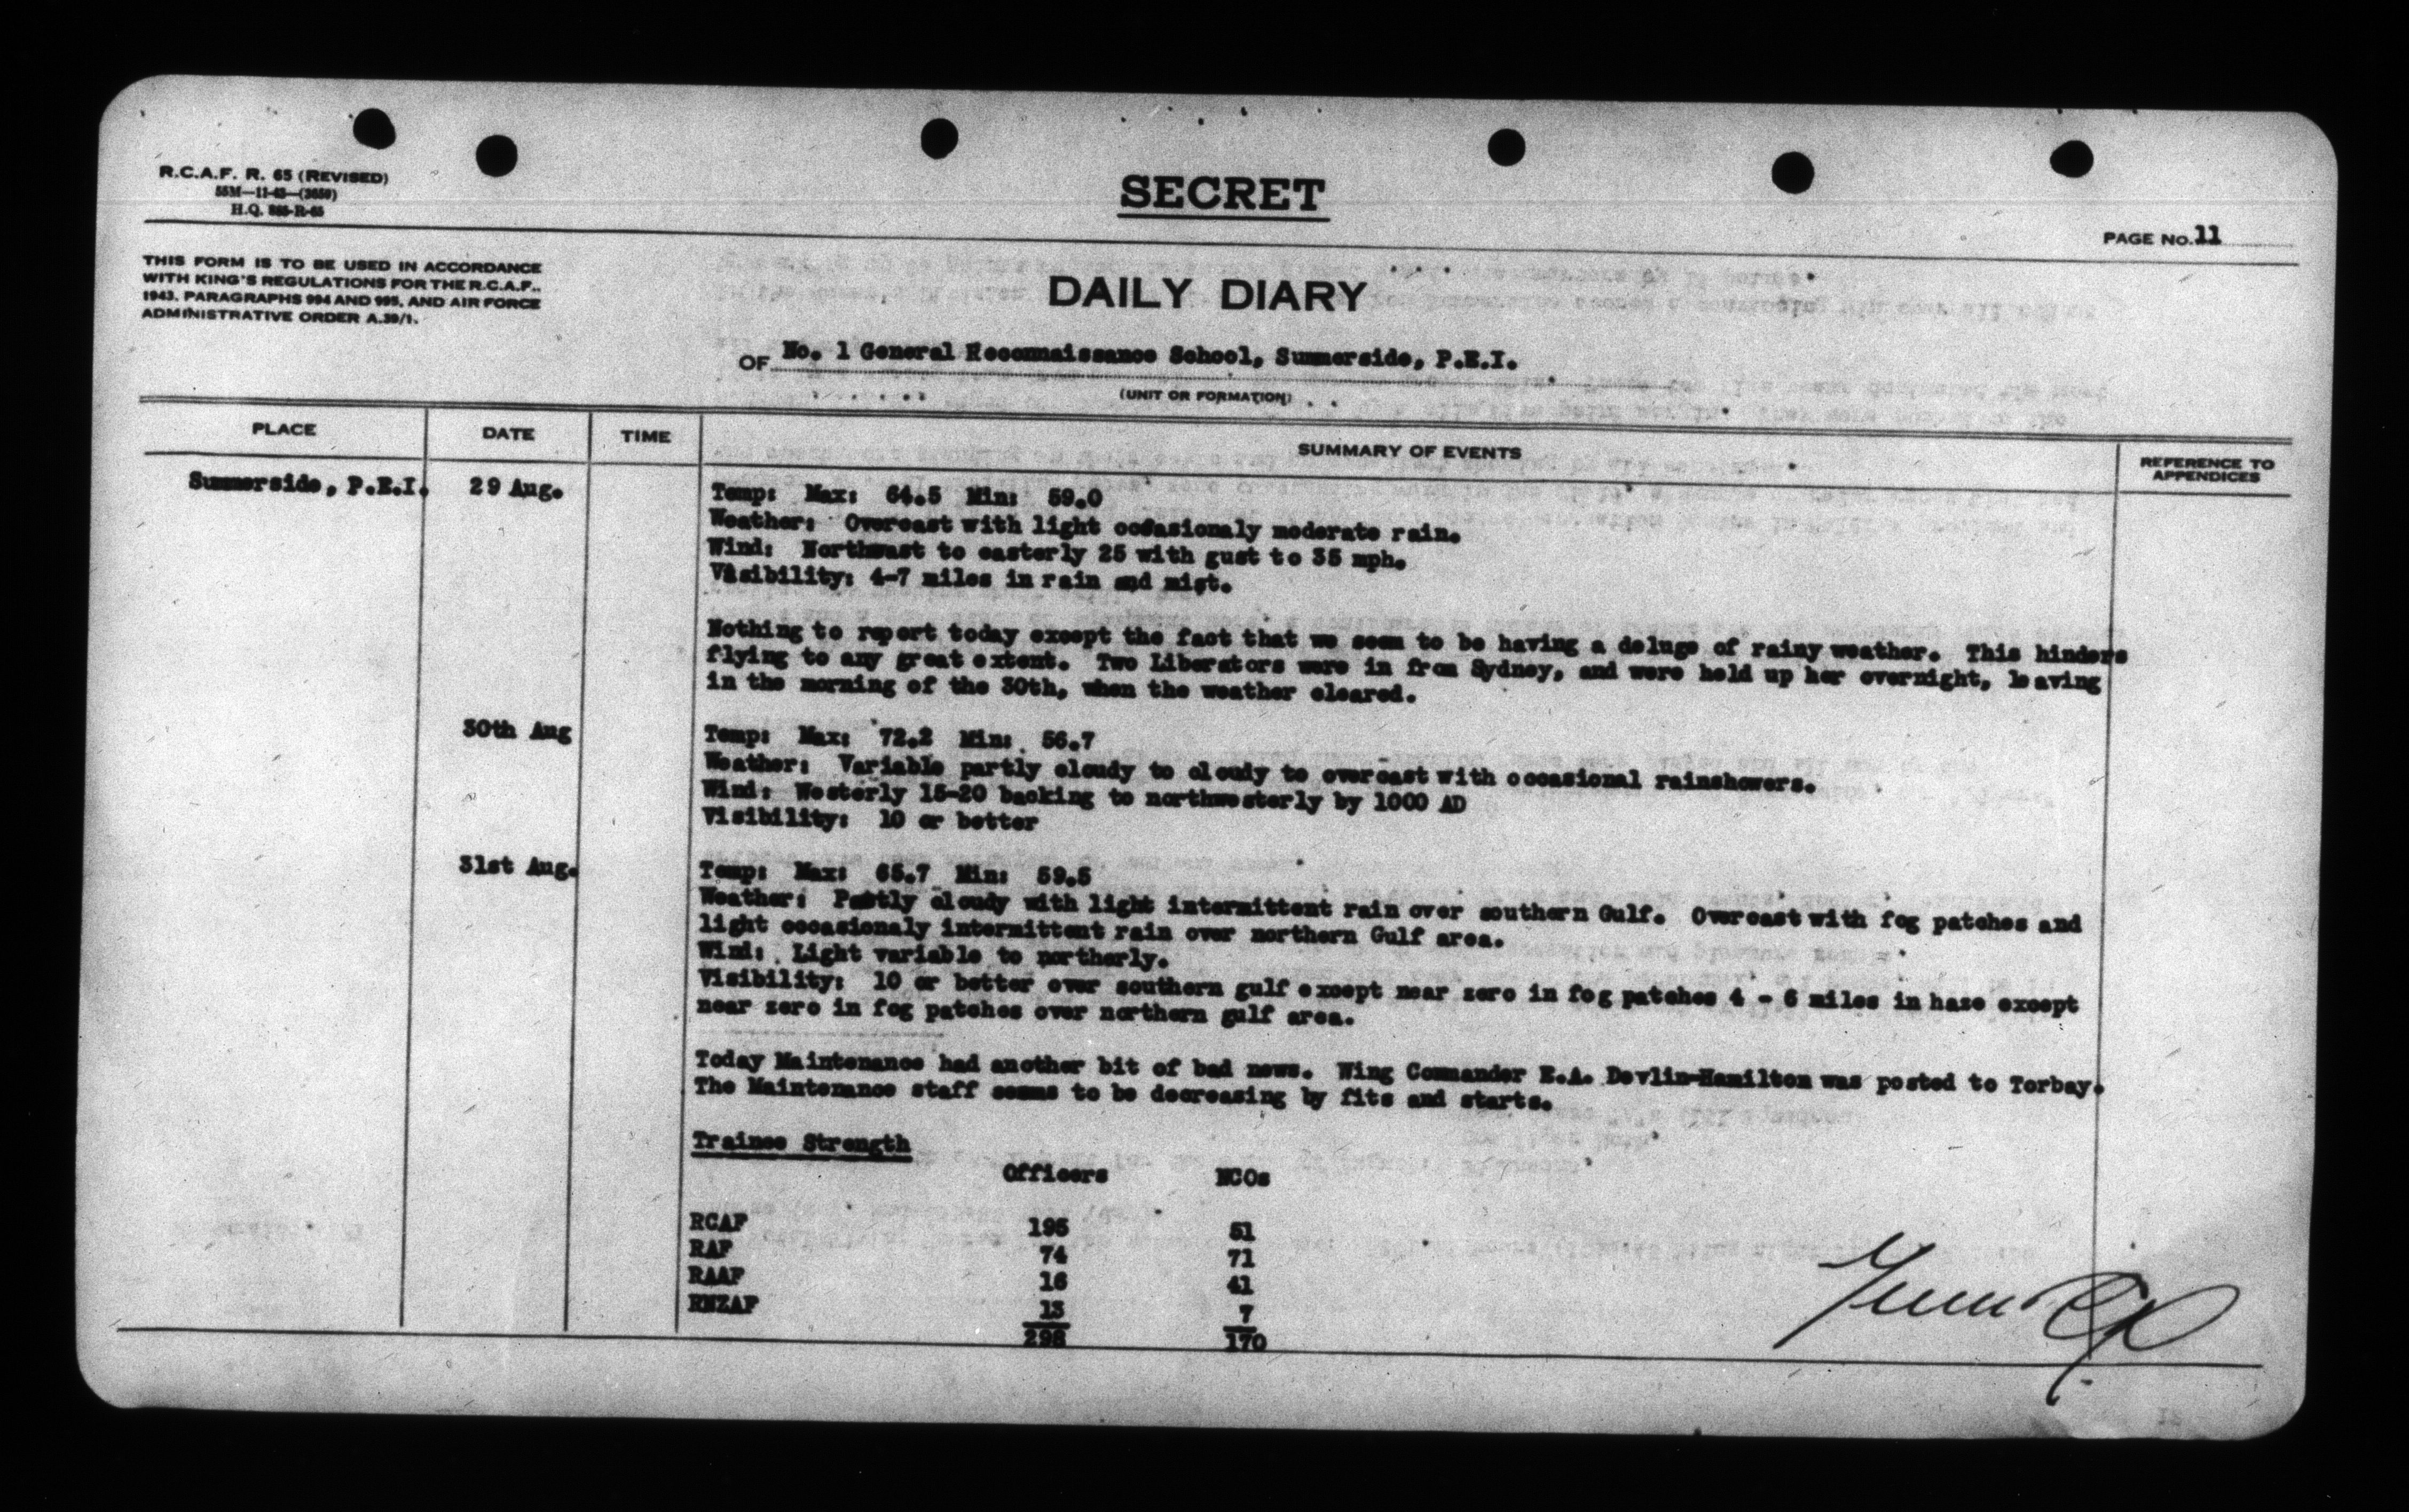 R.C.A.F. R. 65 (REVISED)
55M—11-43—(3650)
H.Q. 885-R-65
SECRET
PAGE NO. 11
THIS FORM IS TO BE USED IN ACCORDANCE
WITH KING'S REGULATIONS FOR THE R.C.A.F.,
1943, PARAGRAPHS 994 AND 995, AND AIR FORCE
ADMINISTRATIVE ORDER A.39/1.
DAILY DIARY
OF No. 1 General Reconnaissance School, Summerside, P.E.I.
(UNIT OR FORMATION)
PLACE DATE TIME SUMMARY OF EVENTS REFERENCE TO APPENDICES
Summerside, P.E.I. 29 Aug. Temp: Max: 64.5 Min: 59.0
Weather: Overcast with light occasionaly moderate rain.
Wind: Northeast to easterly 25 with gust to 35 mph.
Visibility: 4-7 miles in rain and mist.
Nothing to report today except the fact that we seem to be having a deluge of rainy weather. This hinders
flying to any great extent. Two Liberators were in from Sydney, and were held up her overnight, leaving
in the morning of the 30th, when the weather cleared.
30th Aug Temp: Max: 72.2 Min: 56.7
Weather: Variable partly cloudy to cloudy to overcast with occasional rainshowers.
Wind: Westerly 15-20 backing to northwesterly by 1000 AD
Visibility: 10 or better
31st Aug. Temp: Max: 65.7 Min: 59.5
Weather: Partly cloudy with light intermittent rain over southern Gulf. Overcast with fog patches and
light occasionaly intermittent rain over northern Gulf area.
Wind: Light variable to northerly.
Visibility: 10 or better over southern gulf except near zero in fog patches 4 - 6 miles in haze except
near zero in fog patches over northern gulf area.
Today Maintenance had another bit of bad news. Wing Commander E.A. Devlin-Hamilton was posted to Torbay.
The Maintenance staff seems to be decreasing by fits and starts.
Trainee Strength
Officers NCOs
RCAF 195 51
RAF 74 71
RAAF 16 41
RNZAF 13 7
298 170